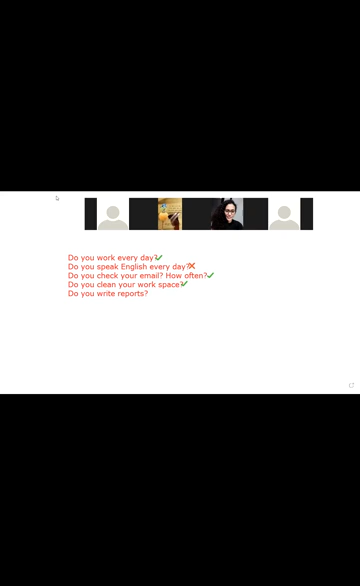 Do you work every day?
Do you speak English every day?
Do you check your email? How often?
Do you clean your work space?
Do you write reports?
17